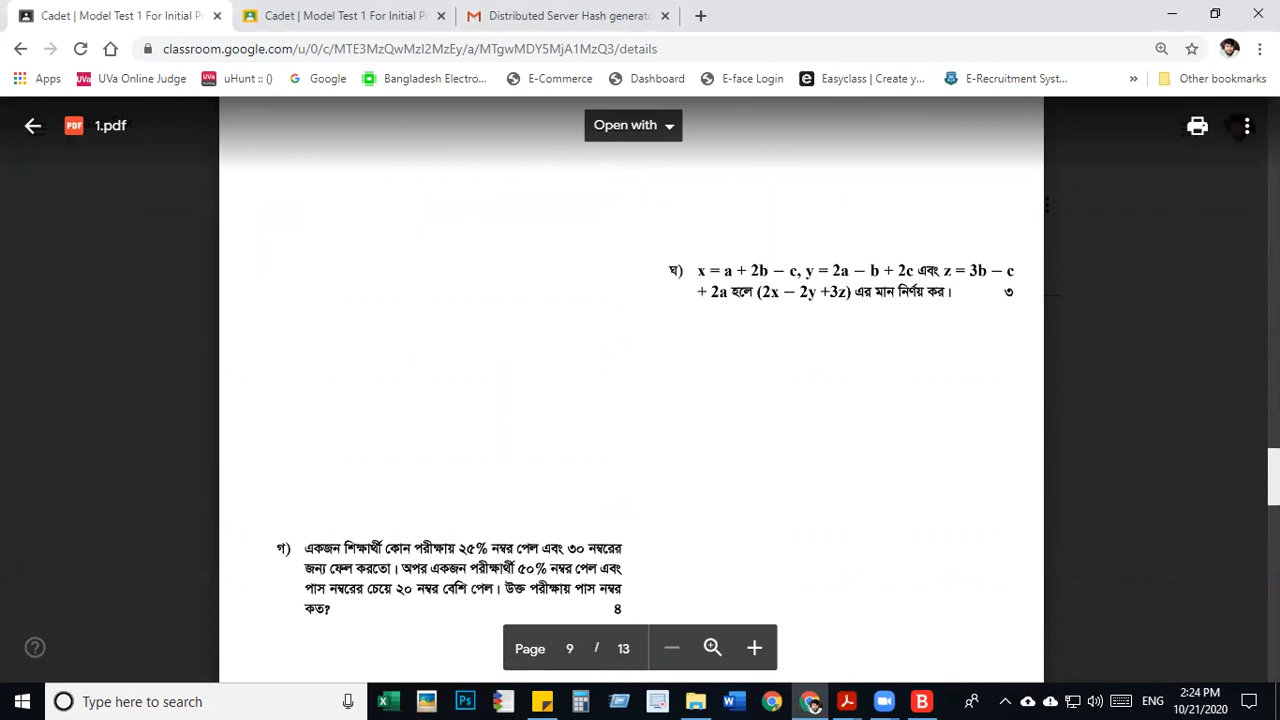 Cadet | Model Test 1 For Initial P
Cadet | Model Test 1 For Initial P
Distributed Server Hash generato
classroom.google.com/u/0/c/MTE3MzQwMzI2MzEy/a/MTgwMDY5MjA1MzQ3/details
Apps
UVa Online Judge
uHunt :: ()
Google
Bangladesh Electro...
E-Commerce
Dashboard
E-face Login
Easyclass | Create y...
E-Recruitment Syst...
»
Other bookmarks
PDF 1.pdf
Open with
ঘ) x = a + 2b – c, y = 2a – b + 2c এবং z = 3b – c
+ 2a হলে (2x – 2y +3z) এর মান নির্ণয় কর। ৩
গ) একজন শিক্ষার্থী কোন পরীক্ষায় ২৫% নম্বর পেল এবং ৩০ নম্বরের
জন্য ফেল করতো। অপর একজন পরীক্ষার্থী ৫০% নম্বর পেল এবং
পাস নম্বরের চেয়ে ২০ নম্বর বেশি পেল। উক্ত পরীক্ষায় পাস নম্বর
কত? ৪
Page 9 / 13
Type here to search
ENG
2:24 PM
10/21/2020